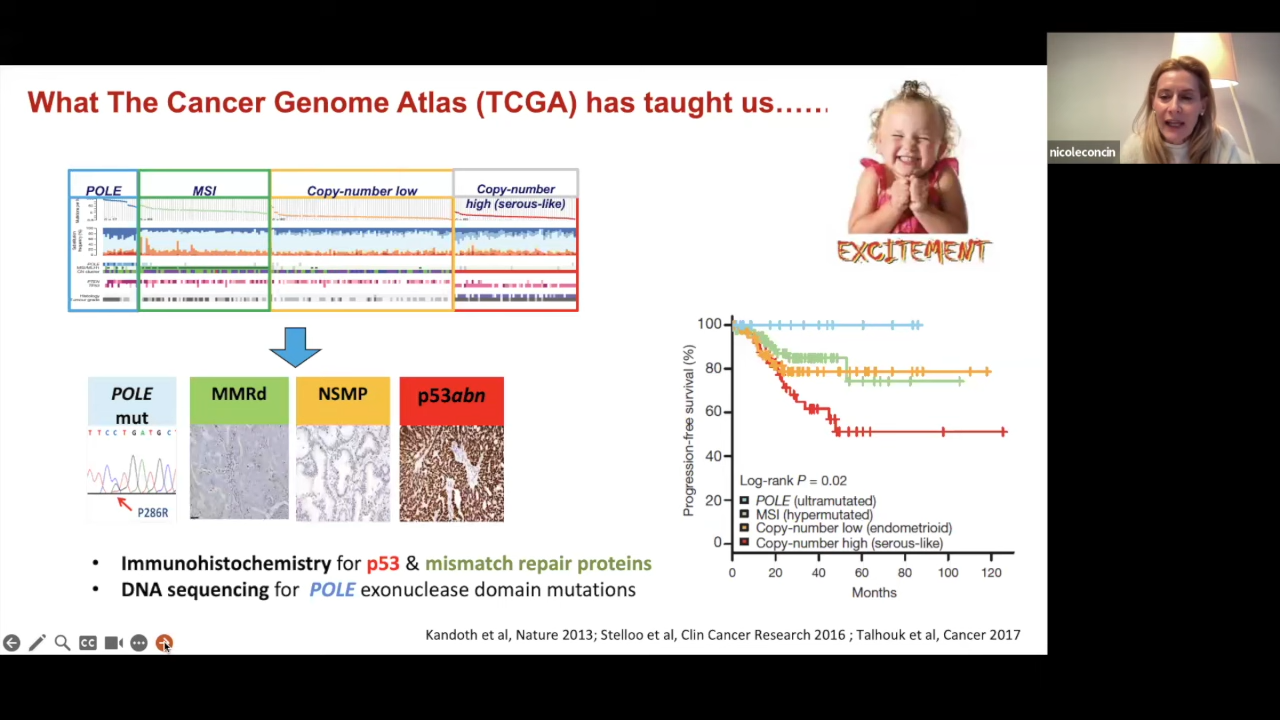 What The Cancer Genome Atlas (TCGA) has taught us......
nicoleconcin
EXCITEMENT
POLE
MSI
Copy-number low
Copy-number
high (serous-like)
POLE
mut
MMRd
NSMP
p53abn
T T C C T G A T G C
P286R
Immunohistochemistry for p53 & mismatch repair proteins
DNA sequencing for POLE exonuclease domain mutations
Progression-free survival (%)
100
80
60
40
20
0
Log-rank P = 0.02
POLE (ultramutated)
MSI (hypermutated)
Copy-number low (endometrioid)
Copy-number high (serous-like)
0 20 40 60 80 100 120
Months
Kandoth et al, Nature 2013; Stelloo et al, Clin Cancer Research 2016 ; Talhouk et al, Cancer 2017
CC